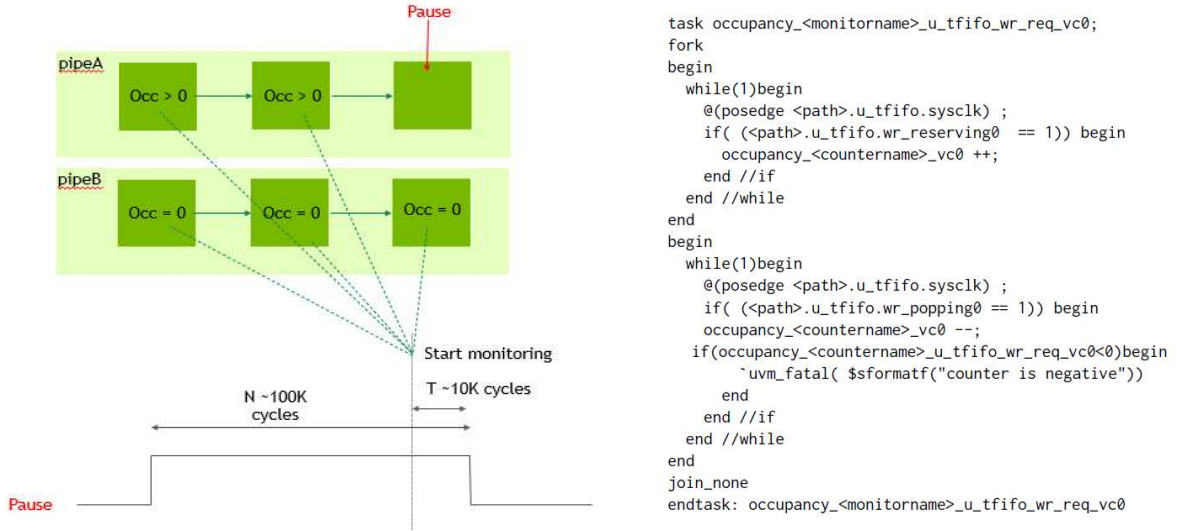 Pause
pipeA
Occ > 0
Occ > 0
pipeB
Occ = 0
Occ = 0
Occ = 0
Start monitoring
T ~10K cycles
N ~100K
cycles
Pause
task occupancy_<monitorname>_u_tfifo_wr_req_vc0;
fork
begin
while(1)begin
@(posedge <path>.u_tfifo.sysclk) ;
if( (<path>.u_tfifo.wr_reserving0 == 1)) begin
occupancy_<countername>_vc0 ++;
end //if
end //while
end
begin
while(1)begin
@(posedge <path>.u_tfifo.sysclk) ;
if( (<path>.u_tfifo.wr_popping0 == 1)) begin
occupancy_<countername>_vc0 --;
if(occupancy_<countername>_u_tfifo_wr_req_vc0<0)begin
`uvm_fatal( $sformatf("counter is negative"))
end
end //if
end //while
end
join_none
endtask: occupancy_<monitorname>_u_tfifo_wr_req_vc0